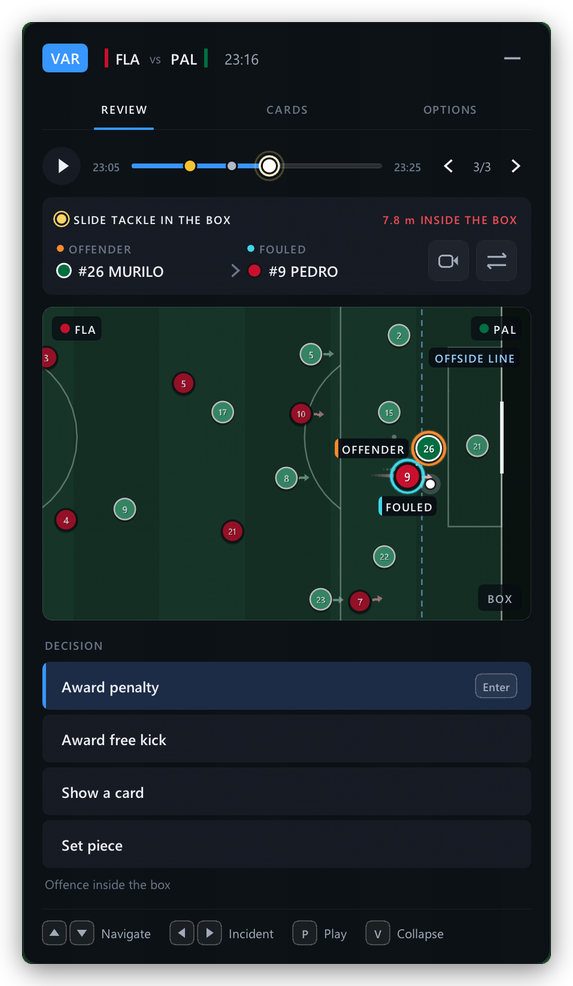 VAR FLA vs PAL 23:16
REVIEW CARDS OPTIONS
23:05 23:25 3/3
SLIDE TACKLE IN THE BOX 7.8 m INSIDE THE BOX
OFFENDER FOULED
#26 MURILO #9 PEDRO
FLA PAL
2
5
OFFSIDE LINE
3
5
17
10
15
OFFENDER 26 21
8 9
FOULED
9
4
21
22
23 7 BOX
DECISION
Award penalty Enter
Award free kick
Show a card
Set piece
Offence inside the box
Navigate Incident P Play V Collapse